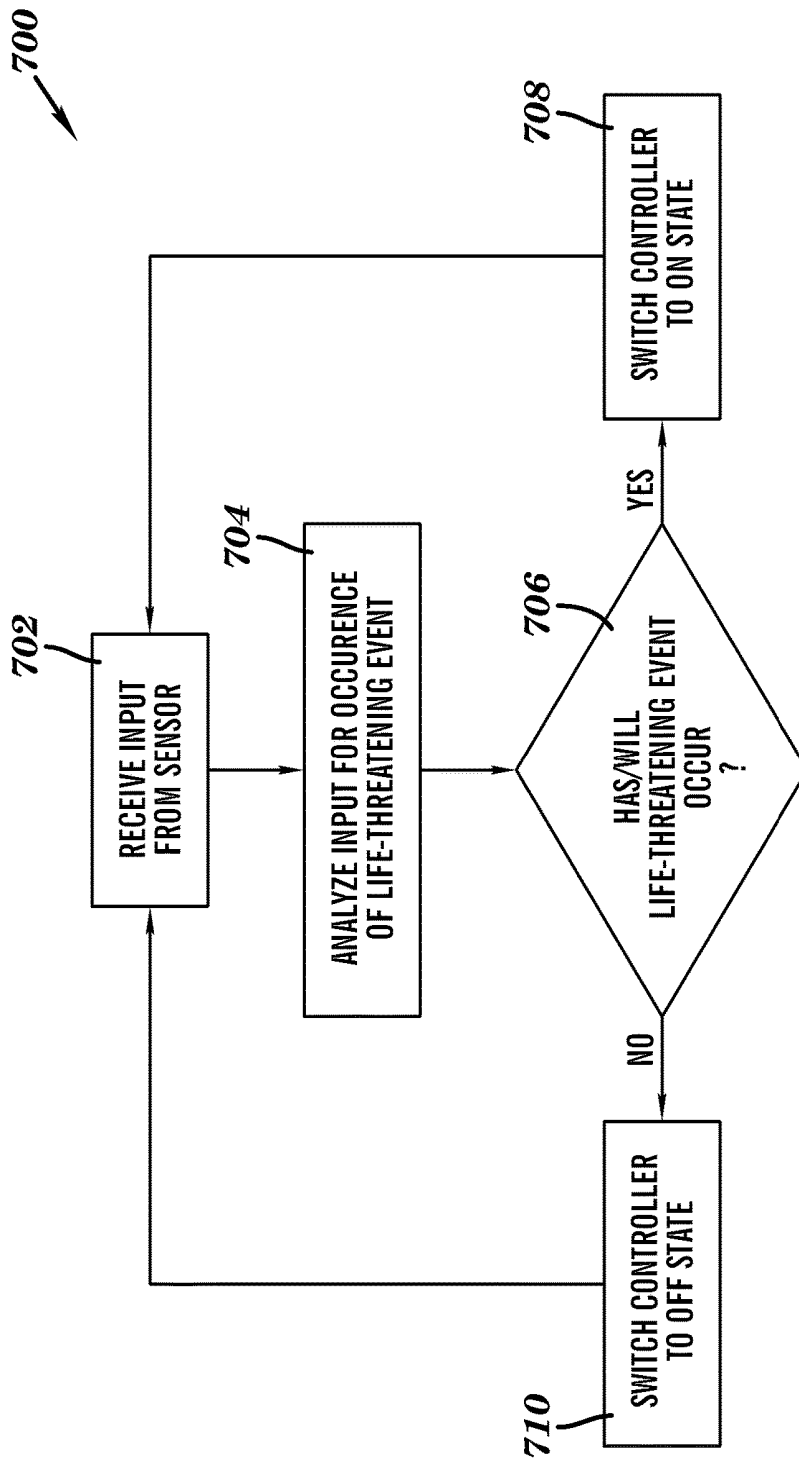 700
702
RECEIVE INPUT
FROM SENSOR
704
ANALYZE INPUT FOR OCCURENCE
OF LIFE-THREATENING EVENT
706
HAS/WILL
LIFE-THREATENING EVENT
OCCUR
?
NO
YES
710
SWITCH CONTROLLER
TO OFF STATE
708
SWITCH CONTROLLER
TO ON STATE